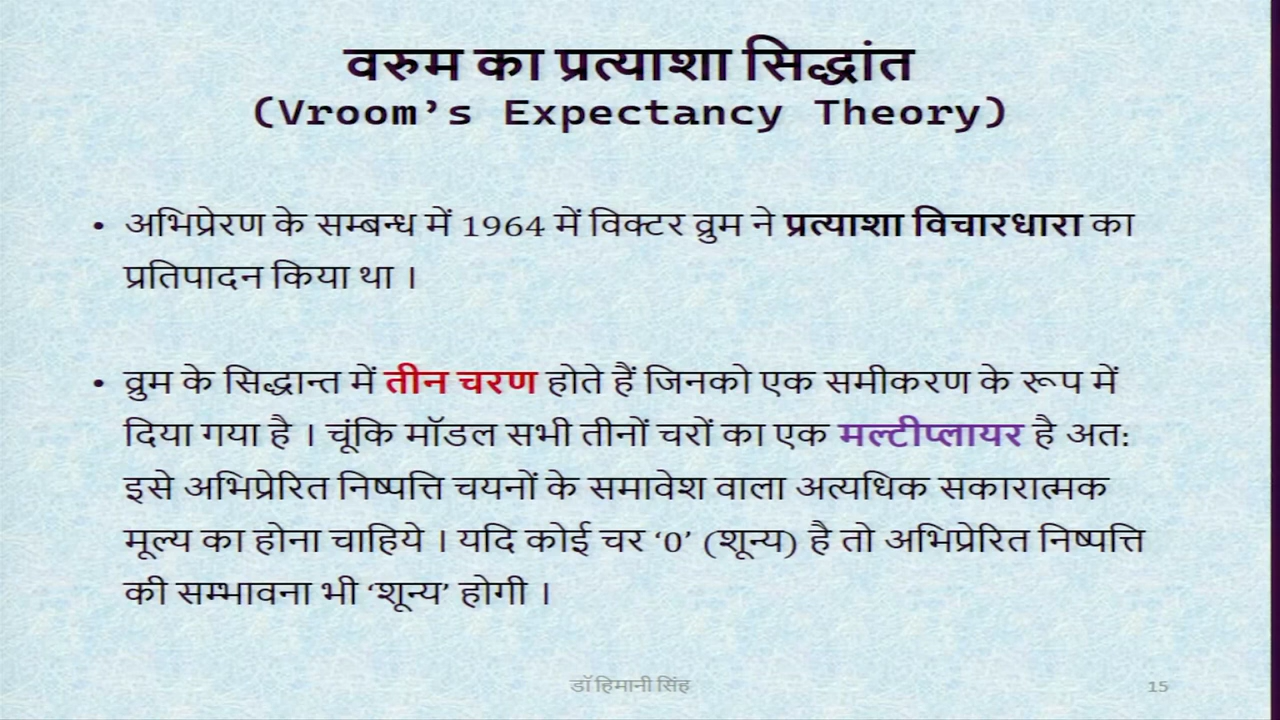 वरुम का प्रत्याशा सिद्धांत
(Vroom’s Expectancy Theory)
• अभिप्रेरण के सम्बन्ध में 1964 में विक्टर व्रुम ने प्रत्याशा विचारधारा का
प्रतिपादन किया था ।
• व्रुम के सिद्धान्त में तीन चरण होते हैं जिनको एक समीकरण के रूप में
दिया गया है । चूंकि मॉडल सभी तीनों चरों का एक मल्टीप्लायर है अत:
इसे अभिप्रेरित निष्पत्ति चयनों के समावेश वाला अत्यधिक सकारात्मक
मूल्य का होना चाहिये । यदि कोई चर ‘0’ (शून्य) है तो अभिप्रेरित निष्पत्ति
की सम्भावना भी ‘शून्य’ होगी ।
डॉ हिमानी सिंह
15